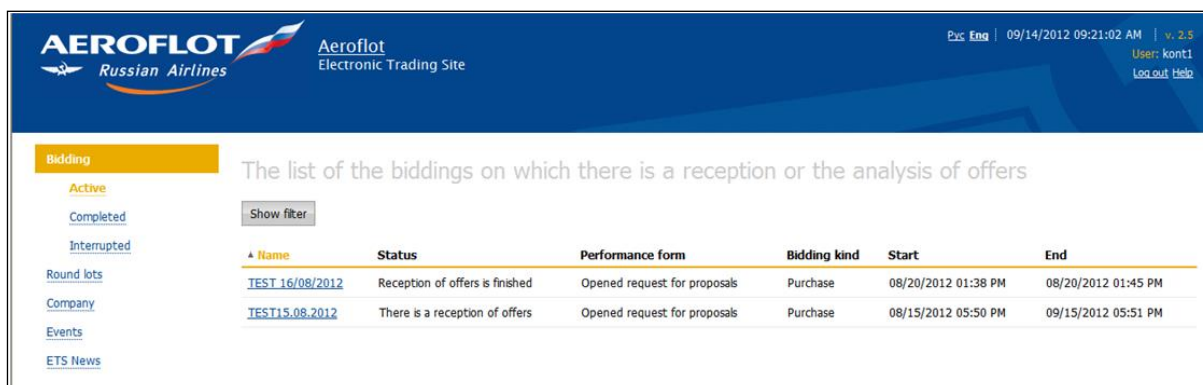 AEROFLOT
Russian Airlines
Aeroflot
Electronic Trading Site
Рус Eng | 09/14/2012 09:21:02 AM | v. 2.5
User: kont1
Log out Help
Bidding
Active
Completed
Interrupted
Round lots
Company
Events
ETS News
The list of the biddings on which there is a reception or the analysis of offers
Show filter
Name Status Performance form Bidding kind Start End
TEST 16/08/2012 Reception of offers is finished Opened request for proposals Purchase 08/20/2012 01:38 PM 08/20/2012 01:45 PM
TEST15.08.2012 There is a reception of offers Opened request for proposals Purchase 08/15/2012 05:50 PM 09/15/2012 05:51 PM